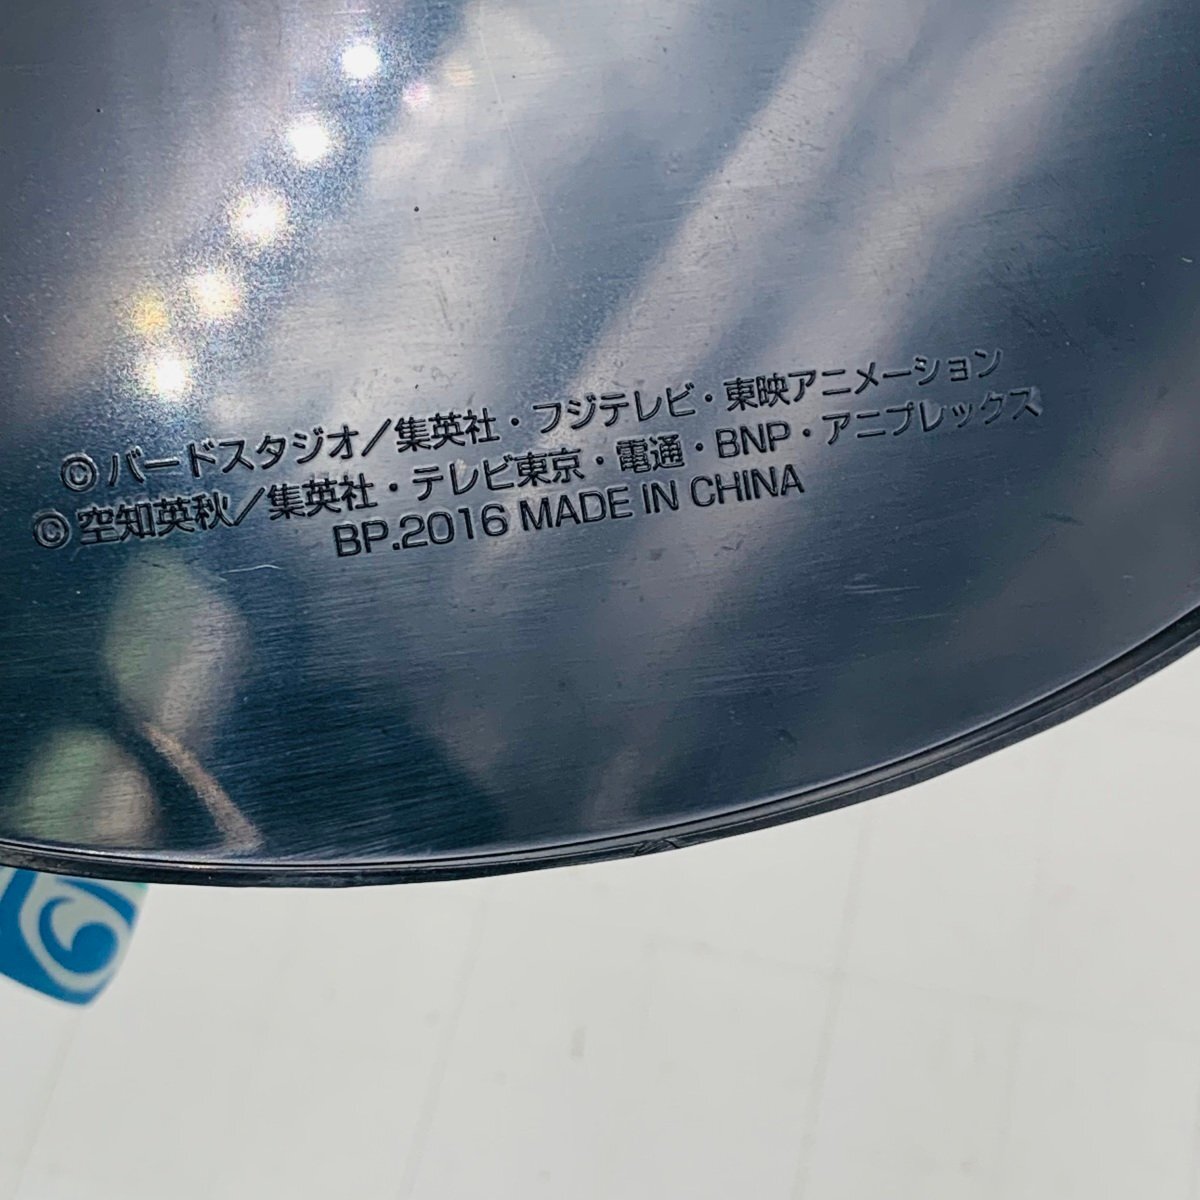 ©バードスタジオ/集英社・フジテレビ・東映アニメーション
©空知英秋/集英社・テレビ東京・電通・BNP・アニプレックス
BP.2016 MADE IN CHINA